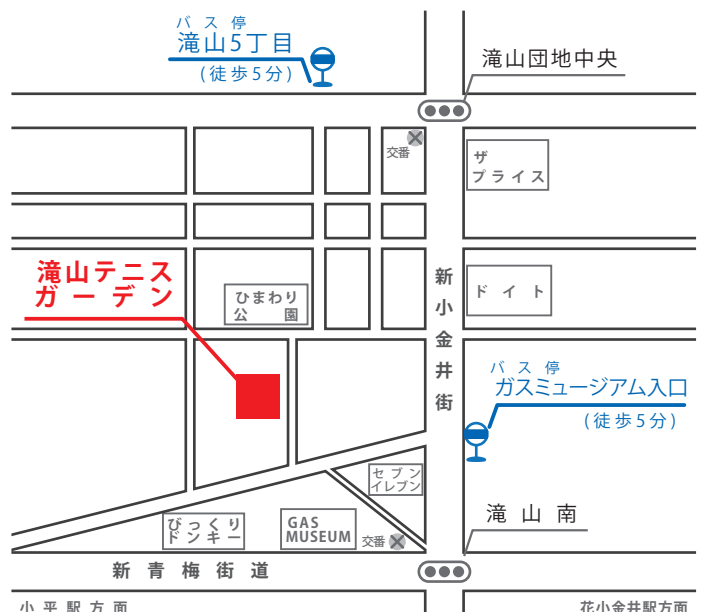 バス停
滝山5丁目
(徒歩5分)
滝山団地中央
交番
ザ
プライス
滝山テニス
ガーデン
ひまわり
公園
新小金井街
ドイト
バス停
ガスミュージアム入口
(徒歩5分)
セブン
イレブン
びっくり
ドンキー
GAS
MUSEUM
交番
滝山南
新青梅街道
小平駅方面
花小金井駅方面